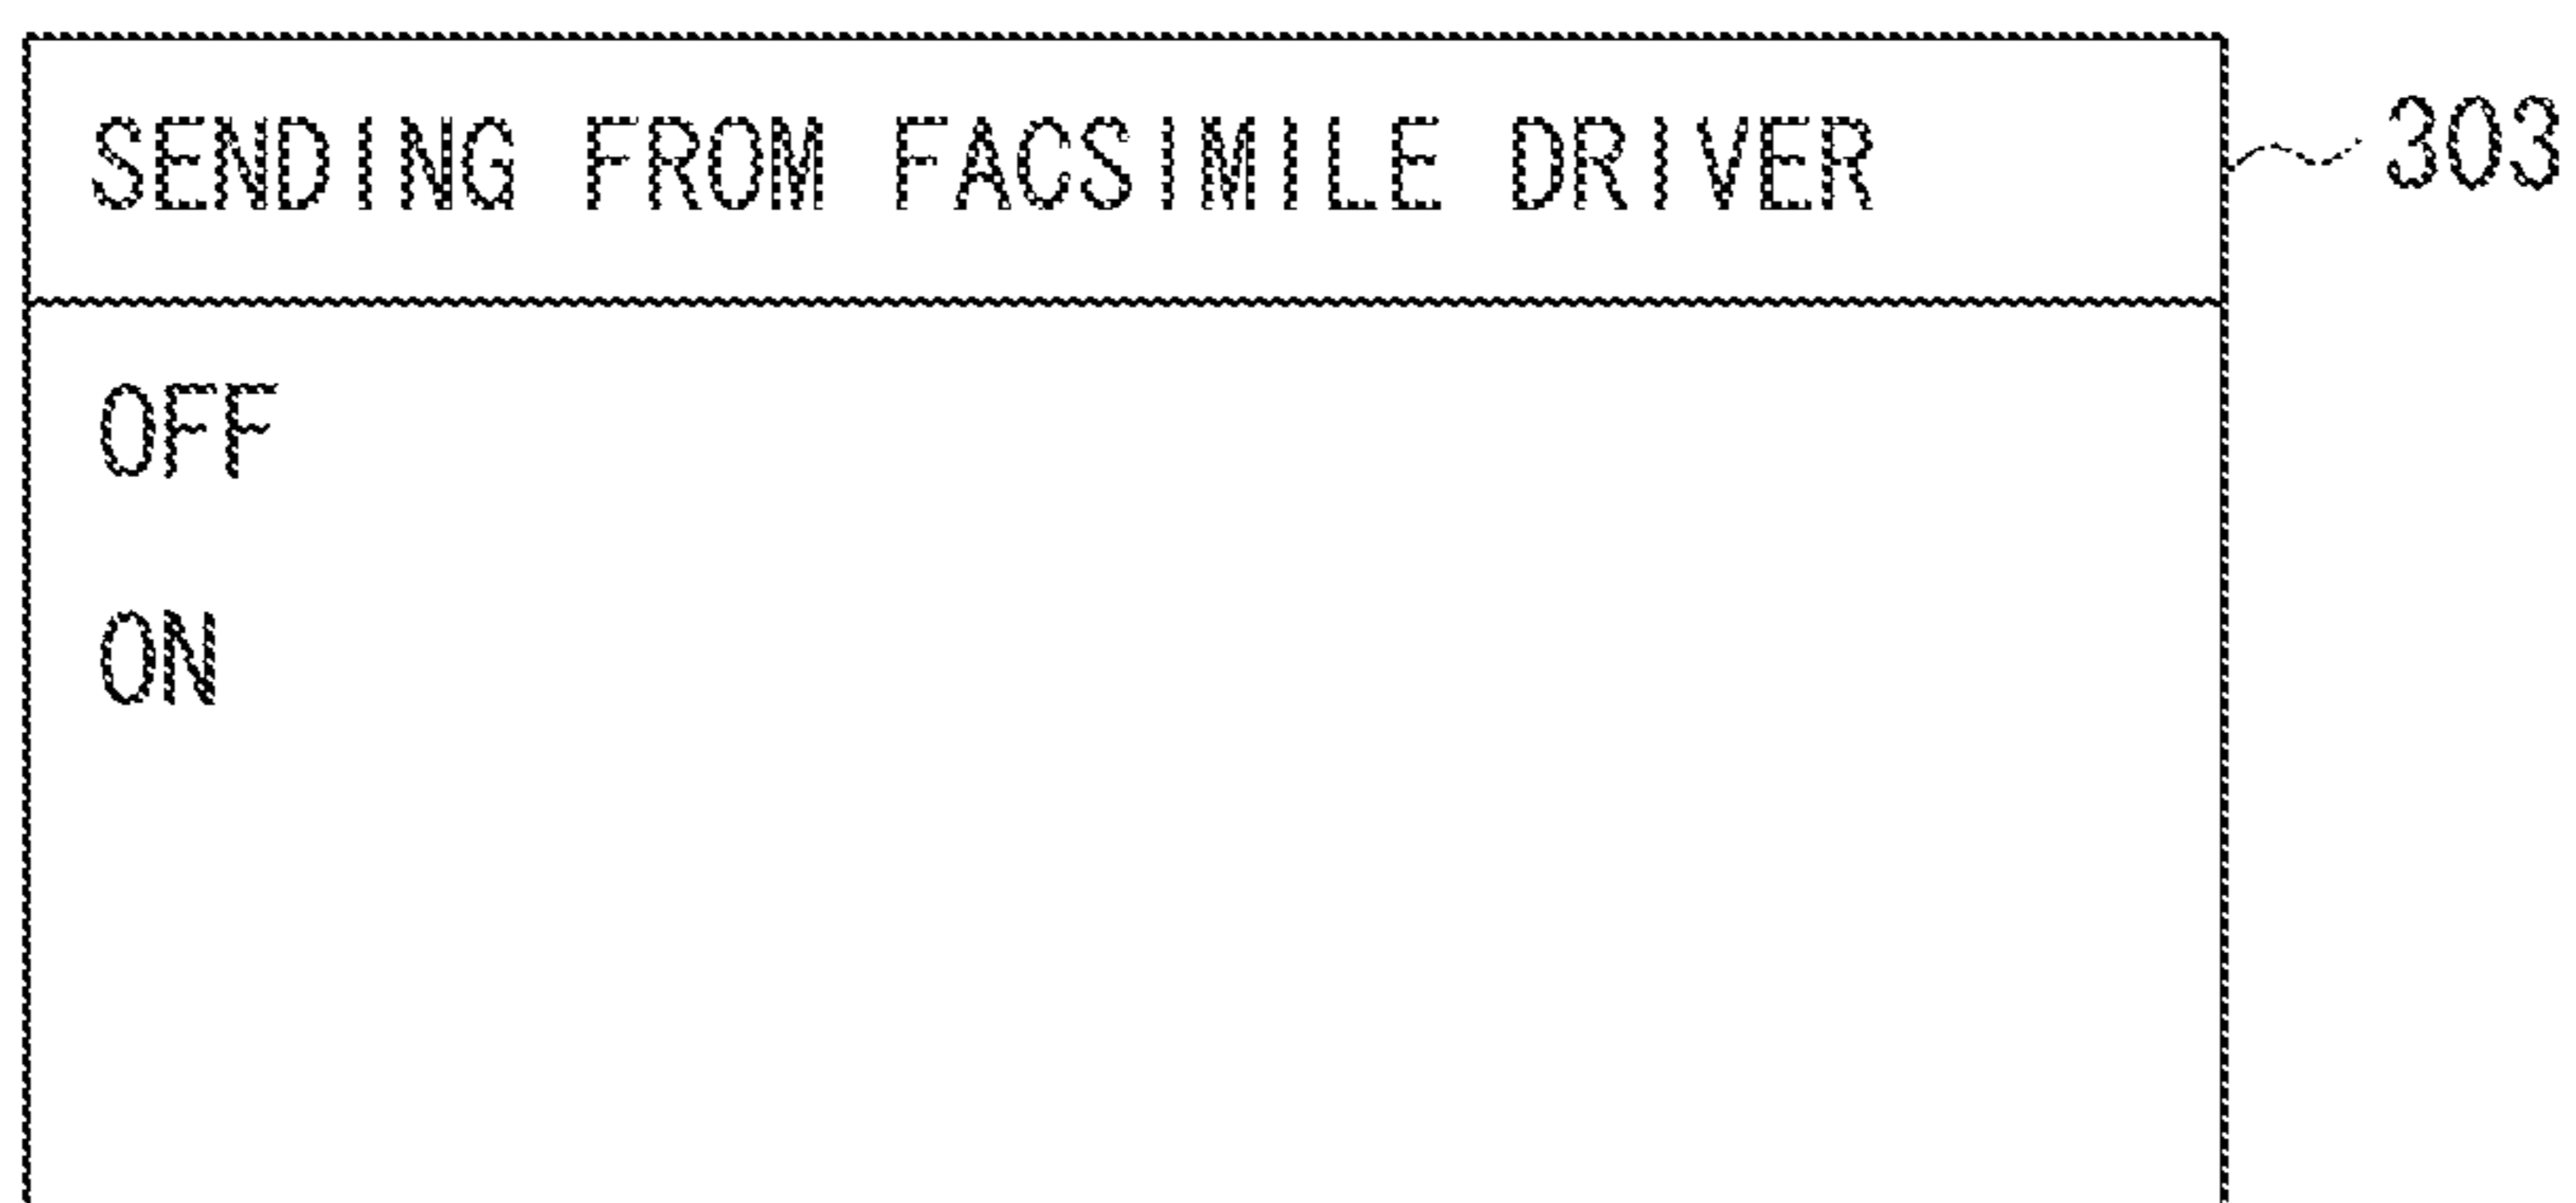 SENDING FROM FACSIMILE DRIVER
303
OFF
ON